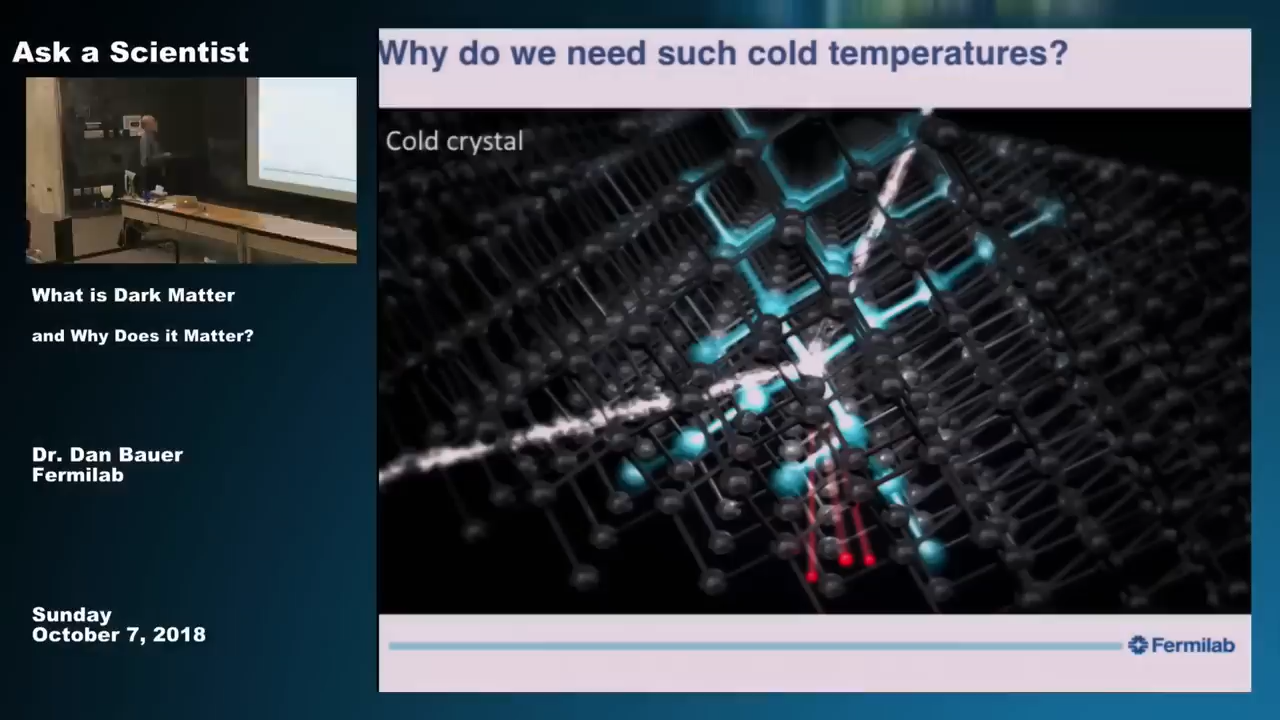 Ask a Scientist
What is Dark Matter
and Why Does it Matter?
Dr. Dan Bauer
Fermilab
Sunday
October 7, 2018
Why do we need such cold temperatures?
Cold crystal
Fermilab